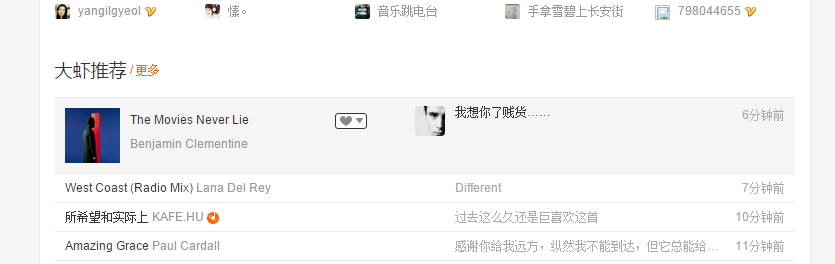 yangilgyeol 愫。 音乐跳电台 手拿雪碧上长安街 798044655
大虾推荐 / 更多
The Movies Never Lie 我想你了贱货…… 6分钟前
Benjamin Clementine
West Coast (Radio Mix) Lana Del Rey Different 7分钟前
所希望和实际上 KAFE.HU 过去这么久还是巨喜欢这首 10分钟前
Amazing Grace Paul Cardall 感谢你给我远方，纵然我不能到达，但它总能给… 11分钟前